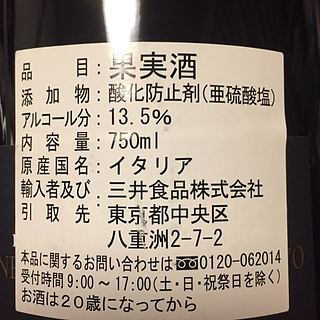 品目：果実酒
添加物：酸化防止剤(亜硫酸塩)
アルコール分：13.5%
内容量：750ml
原産国名：イタリア
輸入者及び：三井食品株式会社
引取先：東京都中央区
八重洲2-7-2
本品に関するお問い合わせは0120-062014
受付時間9:00～17:00(土・日・祝祭日を除く)
お酒は20歳になってから